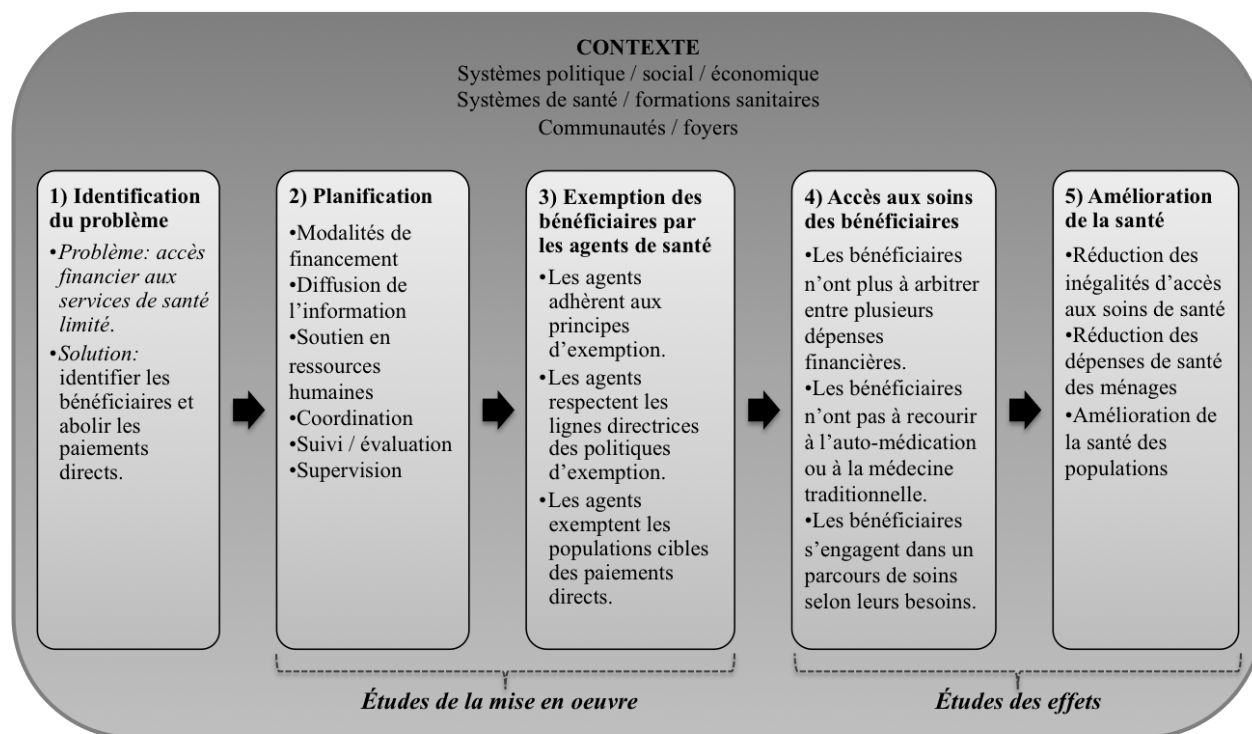 CONTEXTE
Systèmes politique / social / économique
Systèmes de santé / formations sanitaires
Communautés / foyers
1) Identification
du problème
•Problème: accès
financier aux
services de santé
limité.
•Solution:
identifier les
bénéficiaires et
abolir les
paiements
directs.
2) Planification
•Modalités de
financement
•Diffusion de
l’information
•Soutien en
ressources
humaines
•Coordination
•Suivi / évaluation
•Supervision
3) Exemption des
bénéficiaires par
les agents de santé
•Les agents
adhèrent aux
principes
d’exemption.
•Les agents
respectent les
lignes directrices
des politiques
d’exemption.
•Les agents
exemptent les
populations cibles
des paiements
directs.
4) Accès aux soins
des bénéficiaires
•Les bénéficiaires
n’ont plus à arbitrer
entre plusieurs
dépenses
financières.
•Les bénéficiaires
n’ont pas à recourir
à l’auto-médication
ou à la médecine
traditionnelle.
•Les bénéficiaires
s’engagent dans un
parcours de soins
selon leurs besoins.
5) Amélioration
de la santé
•Réduction des
inégalités d’accès
aux soins de santé
•Réduction des
dépenses de santé
des ménages
•Amélioration de
la santé des
populations
Études de la mise en oeuvre
Études des effets